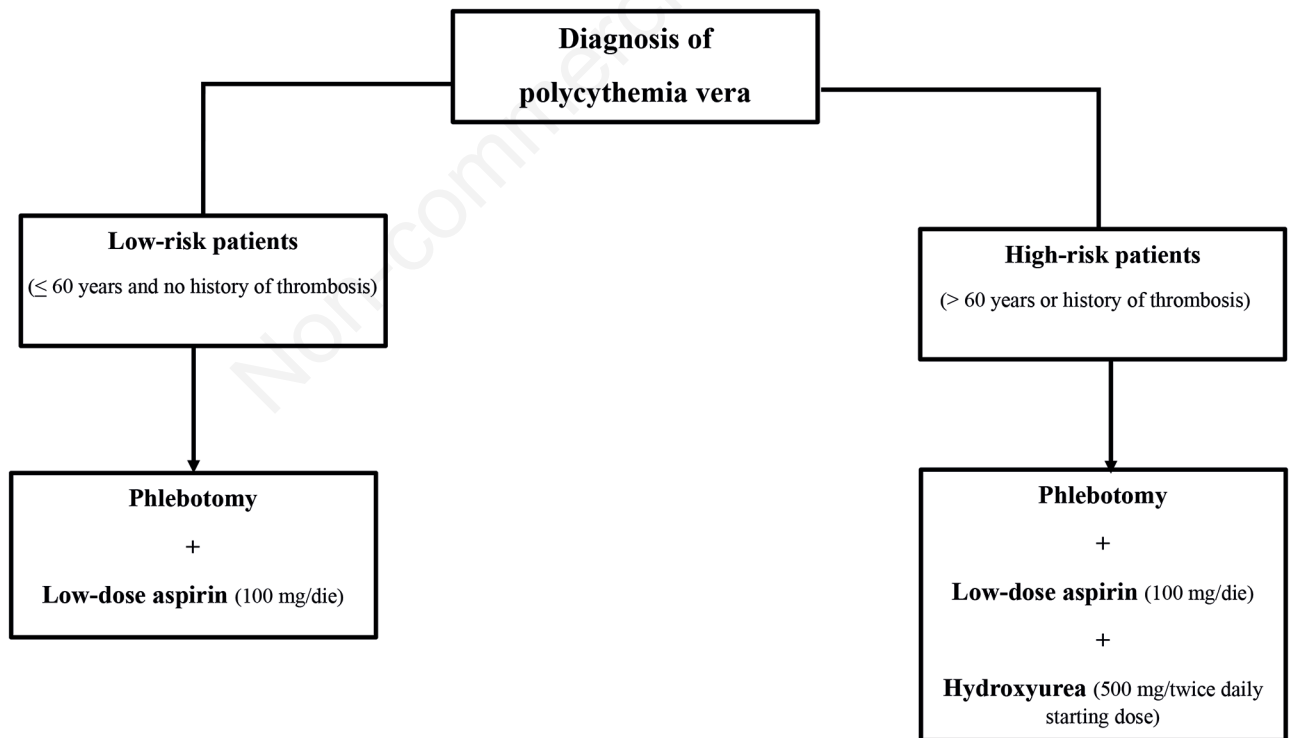 Diagnosis of
polycythemia vera
Low-risk patients
(≤ 60 years and no history of thrombosis)
High-risk patients
(> 60 years or history of thrombosis)
Phlebotomy
+
Low-dose aspirin (100 mg/die)
Phlebotomy
+
Low-dose aspirin (100 mg/die)
+
Hydroxyurea (500 mg/twice daily
starting dose)
Non-commerc